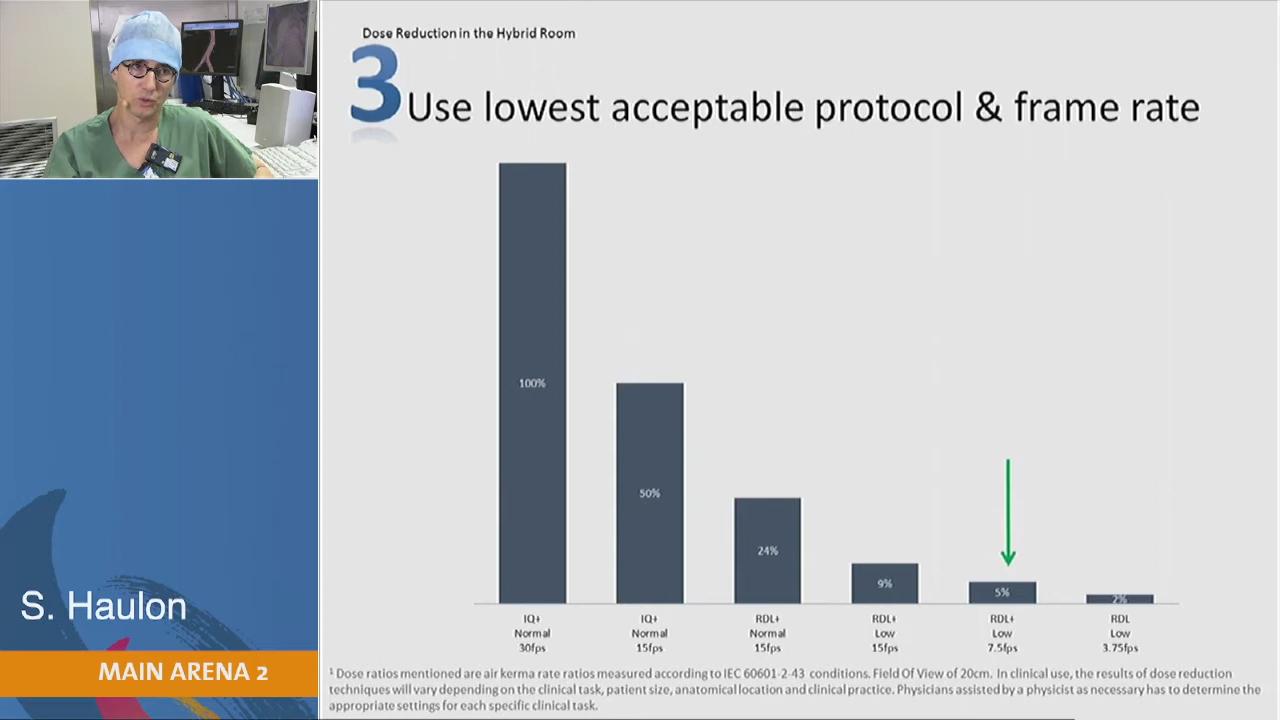 Dose Reduction in the Hybrid Room
3 Use lowest acceptable protocol & frame rate
100%
50%
24%
9%
5%
2%
IQ+ Normal 30fps
IQ+ Normal 15fps
RDL+ Normal 15fps
RDL+ Low 15fps
RDL+ Low 7.5fps
RDL Low 3.75fps
¹ Dose ratios mentioned are air kerma rate ratios measured according to IEC 60601-2-43 conditions. Field Of View of 20cm. In clinical use, the results of dose reduction
techniques will vary depending on the clinical task, patient size, anatomical location and clinical practice. Physicians assisted by a physicist as necessary has to determine the
appropriate settings for each specific clinical task.
S. Haulon
MAIN ARENA 2